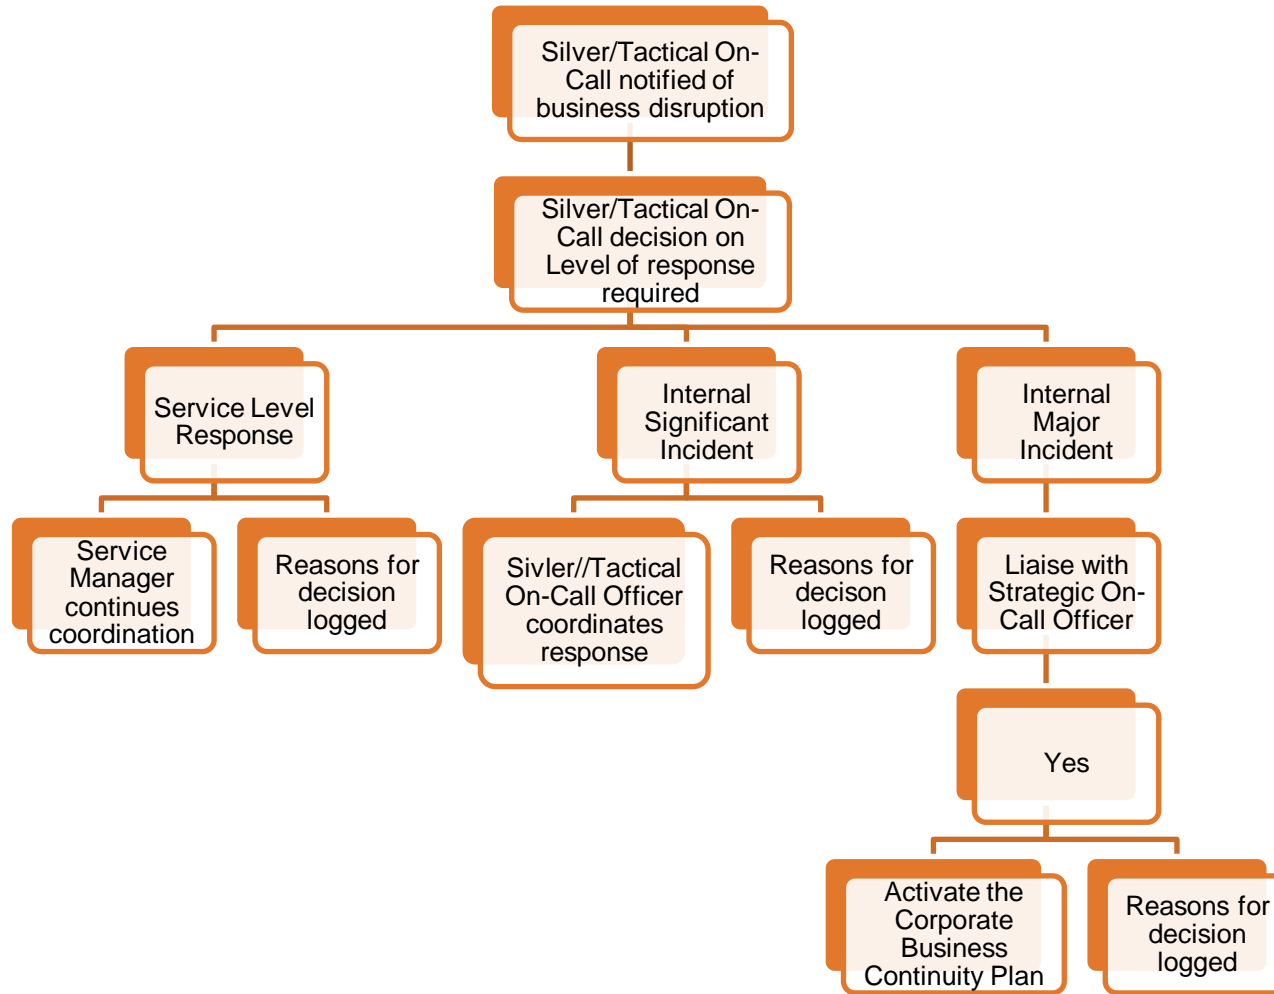 Silver/Tactical On-
Call notified of
business disruption
Silver/Tactical On-
Call decision on
Level of response
required
Service Level
Response
Internal
Significant
Incident
Internal
Major
Incident
Service
Manager
continues
coordination
Reasons for
decision
logged
Sivler//Tactical
On-Call Officer
coordinates
response
Reasons for
decison
logged
Liaise with
Strategic On-
Call Officer
Yes
Activate the
Corporate
Business
Continuity Plan
Reasons for
decision
logged